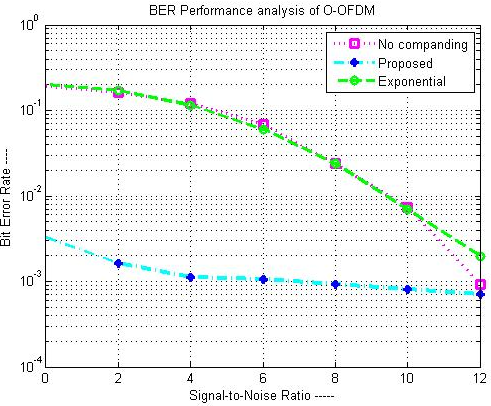 BER Performance analysis of O-OFDM
10^0
10^-1
10^-2
10^-3
10^-4
Bit Error Rate ----
No companding
Proposed
Exponential
0 2 4 6 8 10 12
Signal-to-Noise Ratio -----